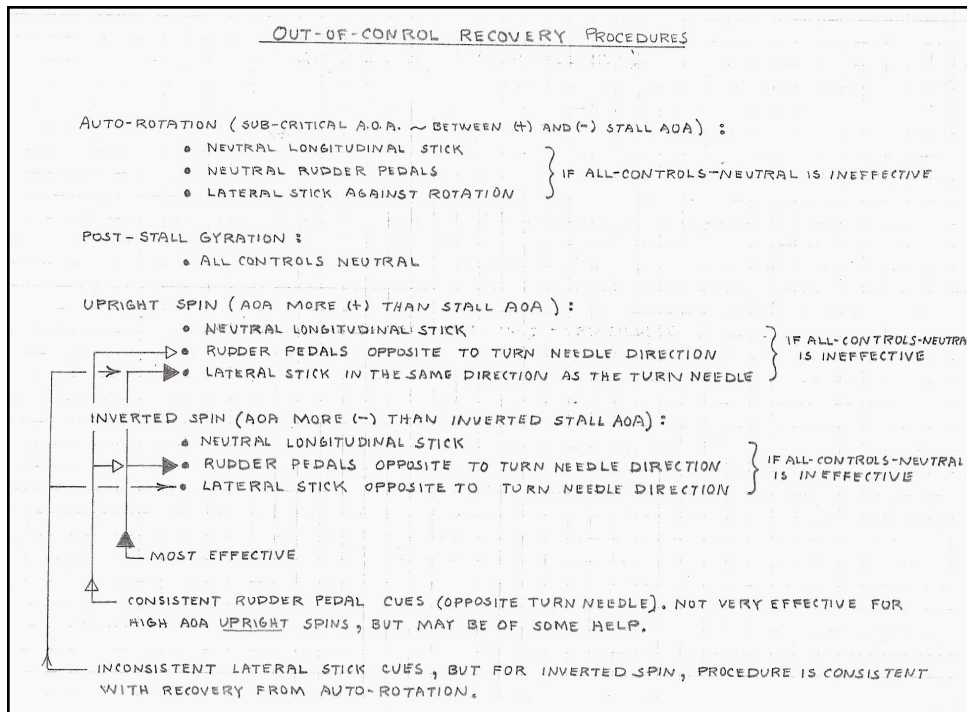 OUT-OF-CONTROL RECOVERY PROCEDURES
AUTO-ROTATION (SUB-CRITICAL A.O.A. ~ BETWEEN (+) AND (-) STALL AOA) :
• NEUTRAL LONGITUDINAL STICK
• NEUTRAL RUDDER PEDALS
IF ALL-CONTROLS-NEUTRAL IS INEFFECTIVE
• LATERAL STICK AGAINST ROTATION
POST-STALL GYRATION :
• ALL CONTROLS NEUTRAL
UPRIGHT SPIN (AOA MORE (+) THAN STALL AOA) :
• NEUTRAL LONGITUDINAL STICK
• RUDDER PEDALS OPPOSITE TO TURN NEEDLE DIRECTION
• LATERAL STICK IN THE SAME DIRECTION AS THE TURN NEEDLE
IF ALL-CONTROLS-NEUTRA
IS INEFFECTIVE
INVERTED SPIN (AOA MORE (-) THAN INVERTED STALL AOA) :
• NEUTRAL LONGITUDINAL STICK
• RUDDER PEDALS OPPOSITE TO TURN NEEDLE DIRECTION
• LATERAL STICK OPPOSITE TO TURN NEEDLE DIRECTION
IF ALL-CONTROLS-NEUTRAL
IS INEFFECTIVE
MOST EFFECTIVE
CONSISTENT RUDDER PEDAL CUES (OPPOSITE TURN NEEDLE). NOT VERY EFFECTIVE FOR
HIGH AOA UPRIGHT SPINS, BUT MAY BE OF SOME HELP.
INCONSISTENT LATERAL STICK CUES, BUT FOR INVERTED SPIN, PROCEDURE IS CONSISTENT
WITH RECOVERY FROM AUTO-ROTATION.